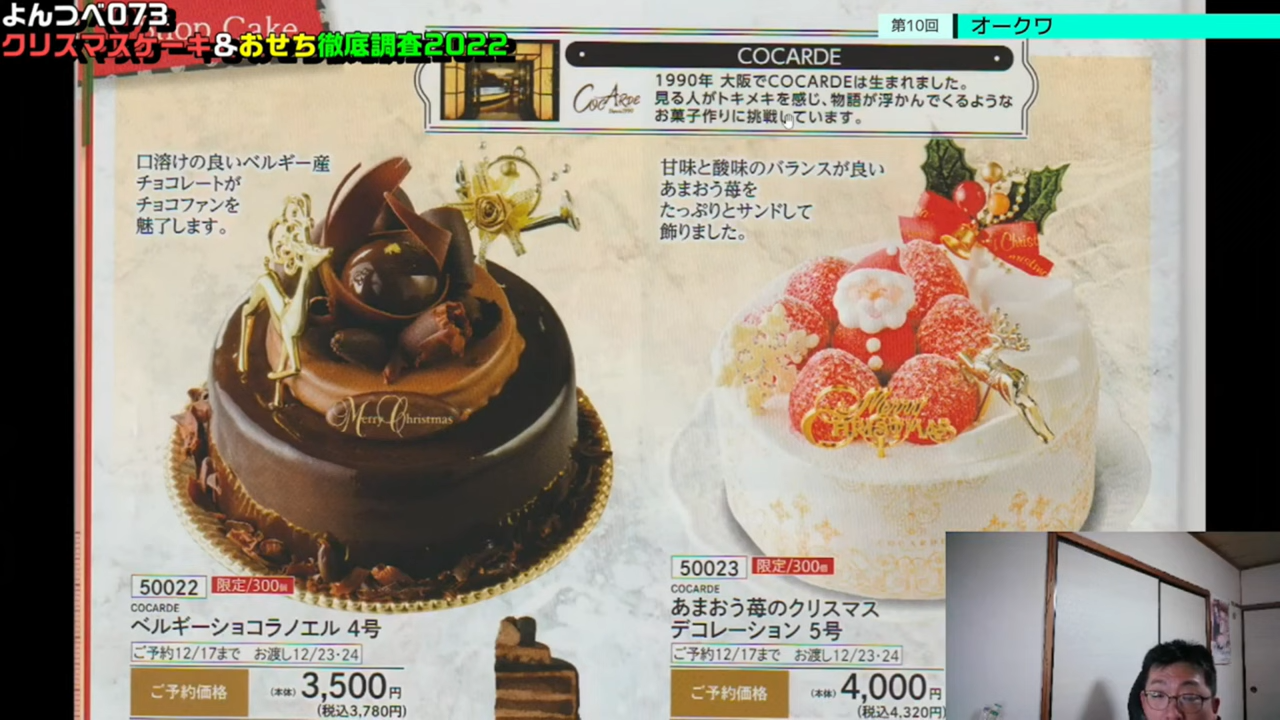 よんつべ073
クリスマスケーキ&おせち徹底調査2022
第10回
オークワ
Shop Cake
COCARDE
COCARDE
1990年 大阪でCOCARDEは生まれました。
見る人がトキメキを感じ、物語が浮かんでくるような
お菓子作りに挑戦しています。
口溶けの良いベルギー産
チョコレートが
チョコファンを
魅了します。
甘味と酸味のバランスが良い
あまおう苺を
たっぷりとサンドして
飾りました。
Merry Christmas
Merry
CHRISTMAS
50022
限定/300個
COCARDE
ベルギーショコラノエル 4号
ご予約12/17まで お渡し12/23・24
ご予約価格
(本体) 3,500円
(税込3,780円)
50023
限定/300個
COCARDE
あまおう苺のクリスマス
デコレーション 5号
ご予約12/17まで お渡し12/23・24
ご予約価格
(本体) 4,000円
(税込4,320円)